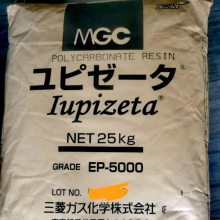 MGC
POLYCARBONATE RESIN
ユピゼータ®
Iupizeta®
NET 25kg
GRADE EP-5000
LOT NO.
三菱ガス化学株式会社